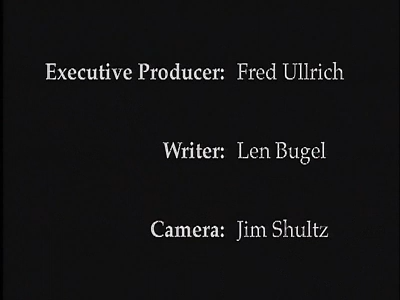 Executive Producer: Fred Ullrich
Writer: Len Bugel
Camera: Jim Shultz